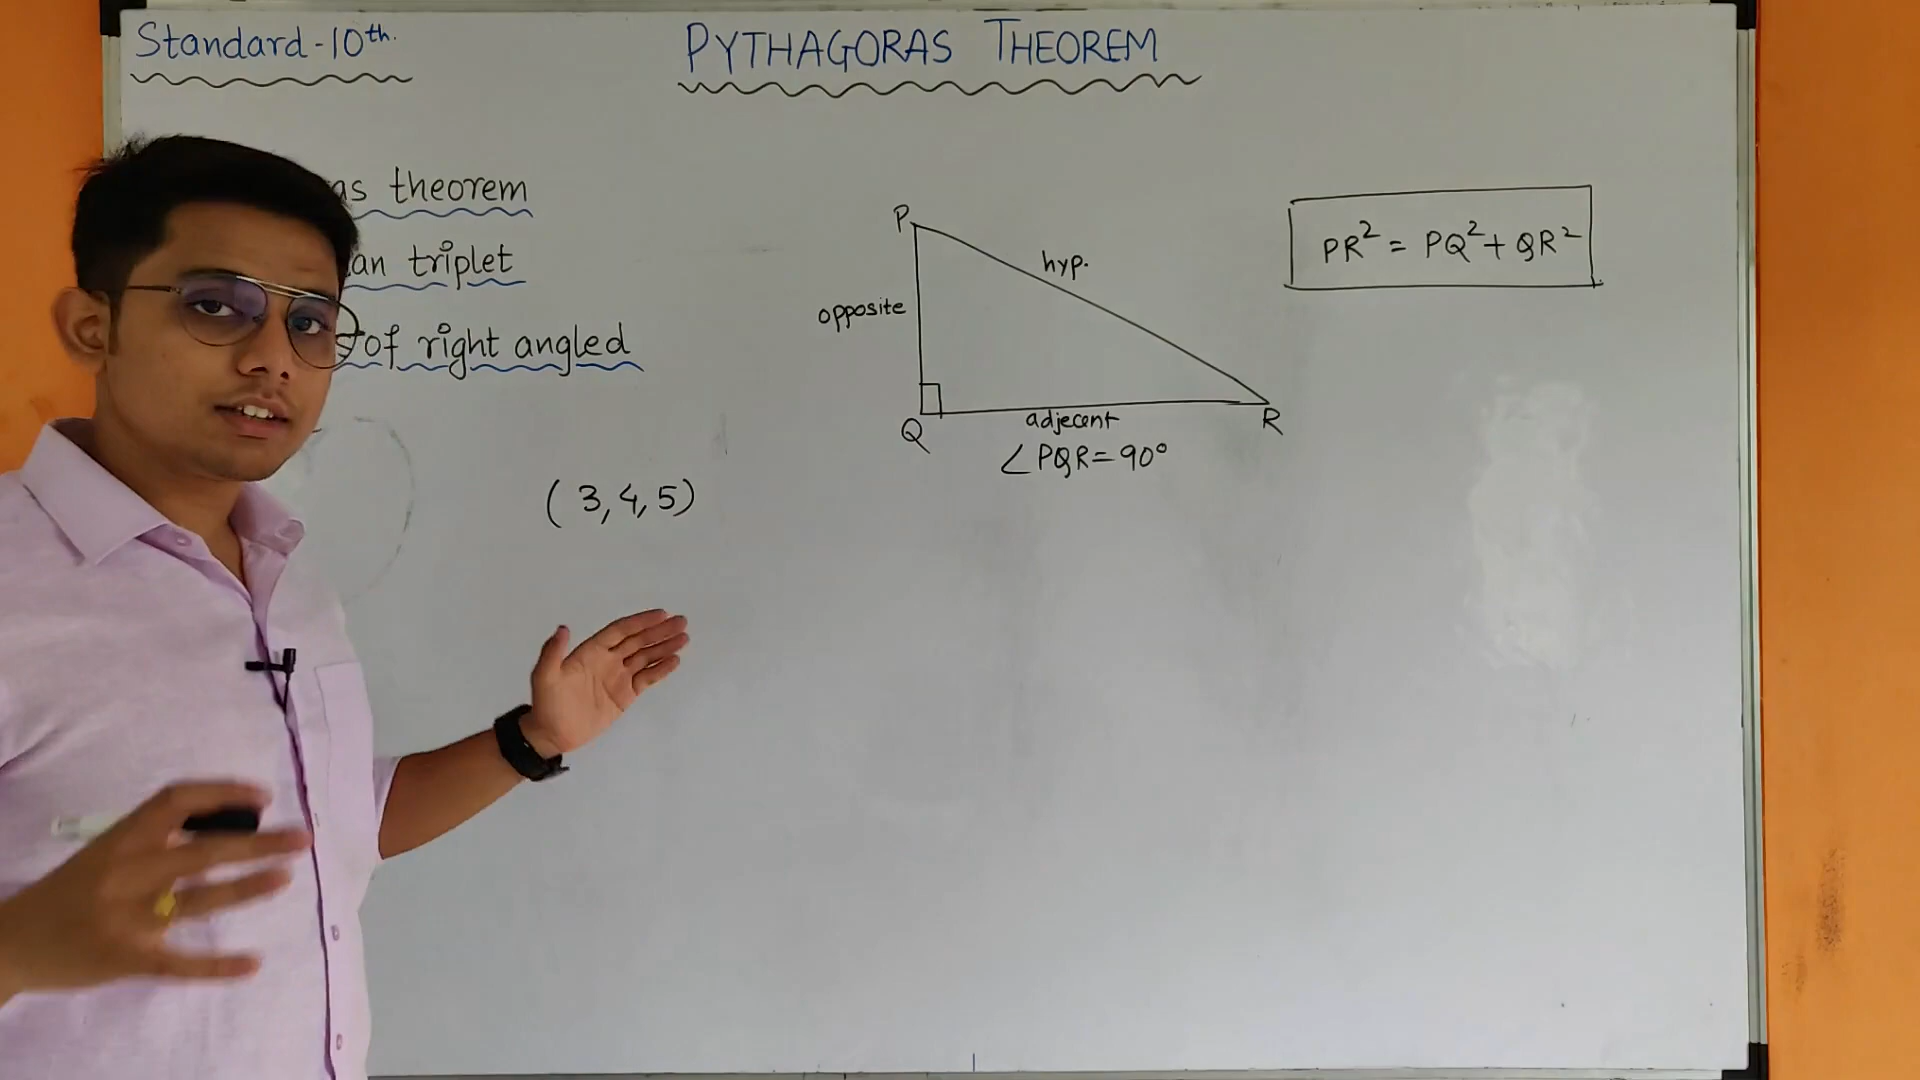 Standard-10th.
PYTHAGORAS THEOREM
as theorem
an triplet
of right angled
(3,4,5)
P
hyp.
opposite
Q
adjecent
R
∠PQR=90°
PR²= PQ²+ QR²